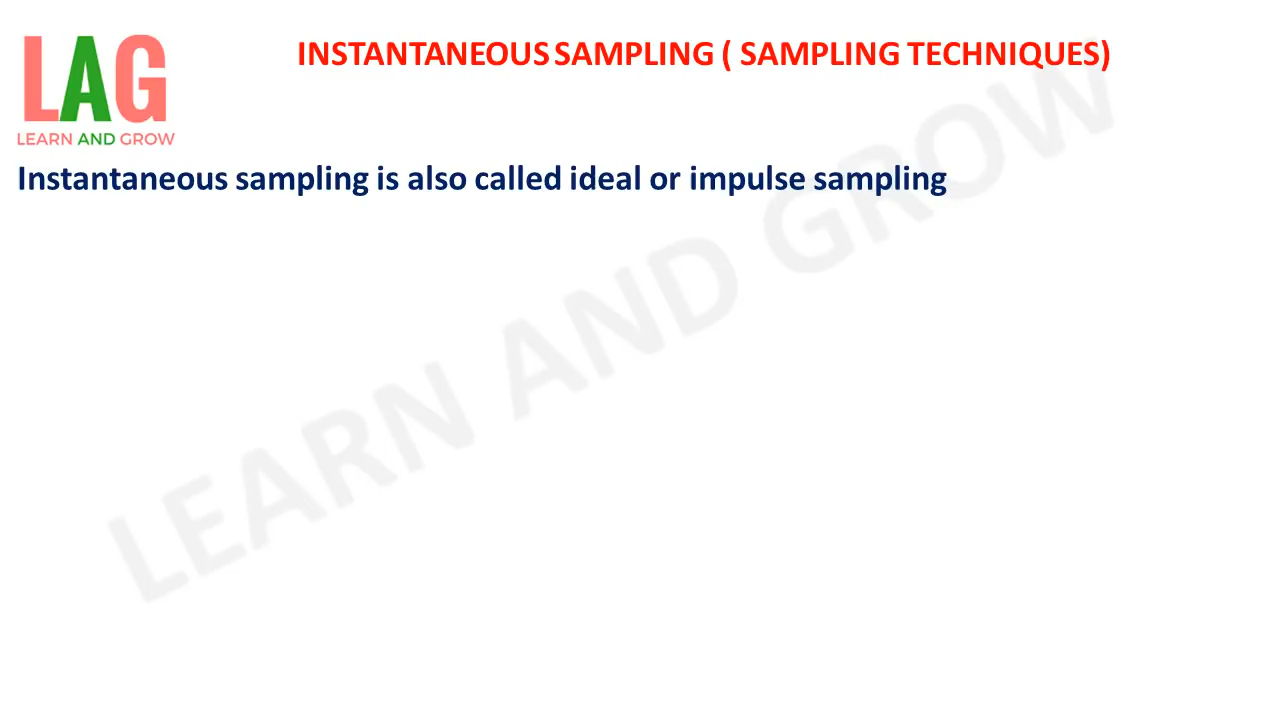 LAG
LEARN AND GROW
INSTANTANEOUS SAMPLING ( SAMPLING TECHNIQUES)
Instantaneous sampling is also called ideal or impulse sampling
LEARN AND GROW